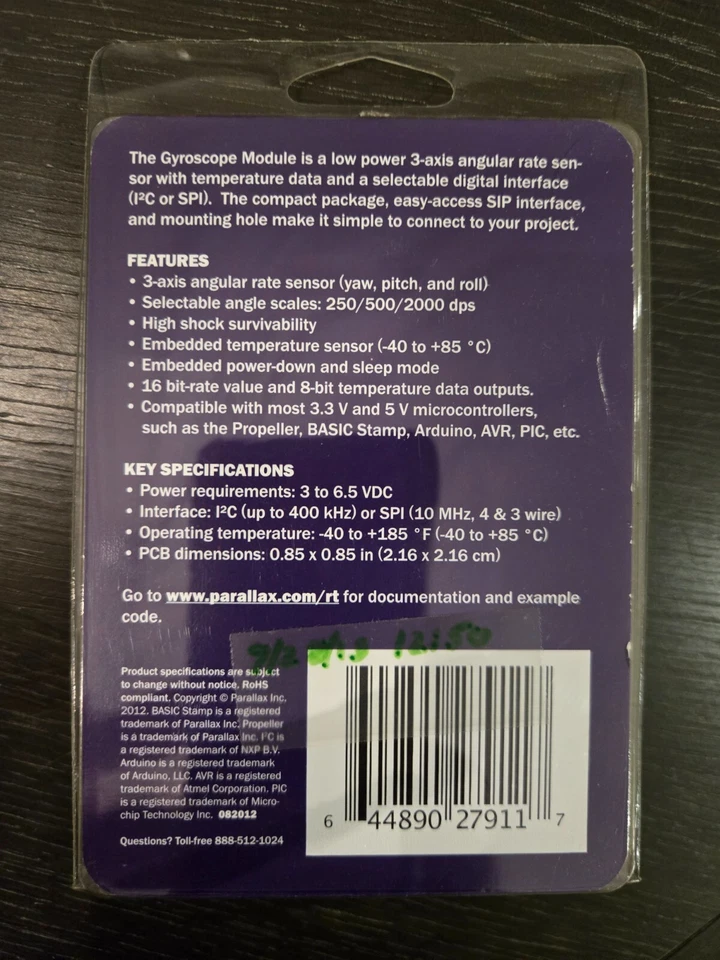 The Gyroscope Module is a low power 3-axis angular rate sen-
sor with temperature data and a selectable digital interface
(I²C or SPI).  The compact package, easy-access SIP interface,
and mounting hole make it simple to connect to your project.
FEATURES
• 3-axis angular rate sensor (yaw, pitch, and roll)
• Selectable angle scales: 250/500/2000 dps
• High shock survivability
• Embedded temperature sensor (-40 to +85 °C)
• Embedded power-down and sleep mode
• 16 bit-rate value and 8-bit temperature data outputs.
• Compatible with most 3.3 V and 5 V microcontrollers,
such as the Propeller, BASIC Stamp, Arduino, AVR, PIC, etc.
KEY SPECIFICATIONS
• Power requirements: 3 to 6.5 VDC
• Interface: I²C (up to 400 kHz) or SPI (10 MHz, 4 & 3 wire)
• Operating temperature: -40 to +185 °F (-40 to +85 °C)
• PCB dimensions: 0.85 x 0.85 in (2.16 x 2.16 cm)
Go to www.parallax.com/rt for documentation and example
code.
Product specifications are subject
to change without notice. RoHS
compliant. Copyright © Parallax Inc.
2012. BASIC Stamp is a registered
trademark of Parallax Inc. Propeller
is a trademark of Parallax Inc. I²C is
a registered trademark of NXP B.V.
Arduino is a registered trademark
of Arduino, LLC. AVR is a registered
trademark of Atmel Corporation. PIC
is a registered trademark of Micro-
chip Technology Inc. 082012
Questions? Toll-free 888-512-1024
6 44890 27911 7